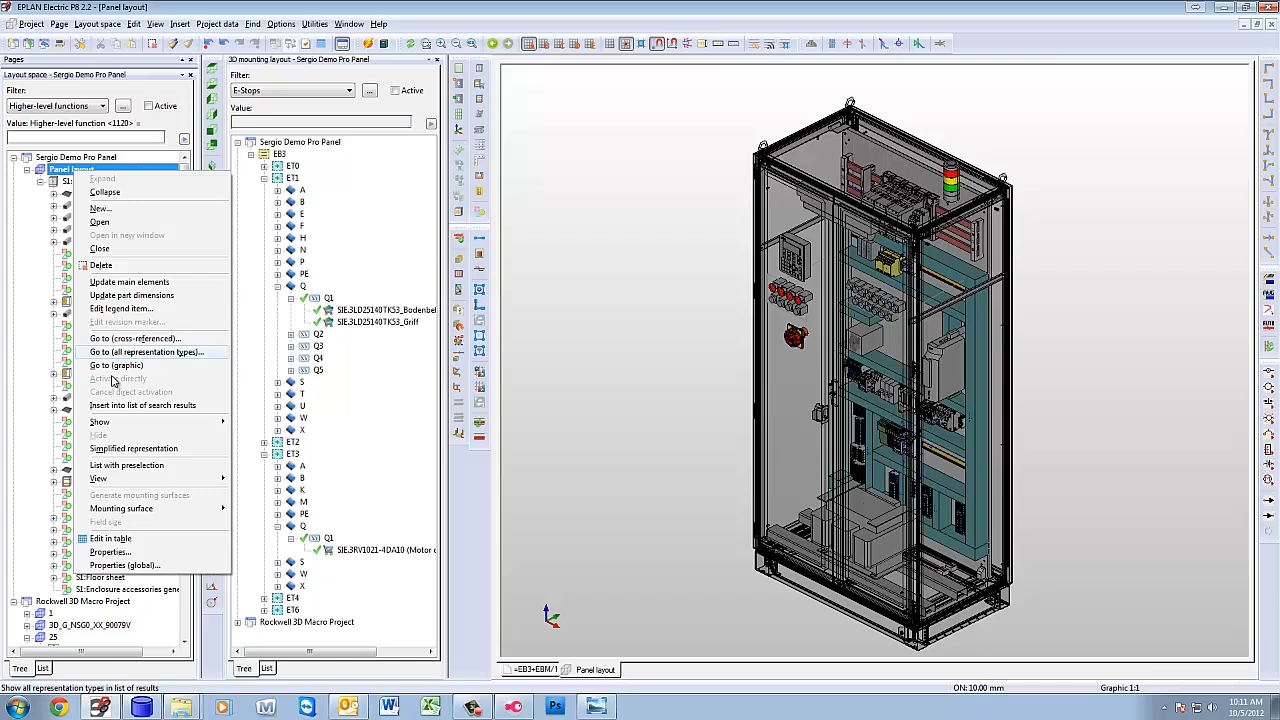 EPLAN Electric P8 2.2 - [Panel layout]
Project Page Layout space Edit View Insert Project data Find Options Utilities Window Help
Pages
Layout space - Sergio Demo Pro Panel
Filter:
Higher-level functions
...
Active
Value: Higher-level function <1120> =
Sergio Demo Pro Panel
Panel layout
S1:
Expand
Collapse
New...
Open
Open in new window
Close
Delete
Update main elements
Update part dimensions
Edit legend item...
Edit revision marker...
Go to (cross-referenced)...
Go to (all representation types)...
Go to (graphic)
Cancel direct activation
Insert into list of search results
Show
Hide
Simplified representation
List with preselection
View
Generate mounting surfaces
Mounting surface
Field size
Edit in table
Properties...
Properties (global)...
S1:Floor sheet
S1:Enclosure accessories gene
Rockwell 3D Macro Project
1
3D_G_NSG0_XX_90079V
25
Tree List
3D mounting layout - Sergio Demo Pro Panel
Filter:
E-Stops
...
Active
Value:
Sergio Demo Pro Panel
EB3
ET0
ET1
A
B
E
F
H
N
P
PE
Q
Q1
SIE.3LD25140TK53_Bodenbel
SIE.3LD25140TK53_Griff
Q2
Q3
Q4
Q5
S
T
U
W
X
ET2
ET3
A
B
K
M
PE
Q
Q1
SIE.3RV1021-4DA10 (Motor c
S
W
X
ET4
ET6
Rockwell 3D Macro Project
Tree List
=EB3+EBM/1 Panel layout
Show all representation types in list of results
ON: 10.00 mm
Graphic 1:1
10:11 AM
10/5/2012